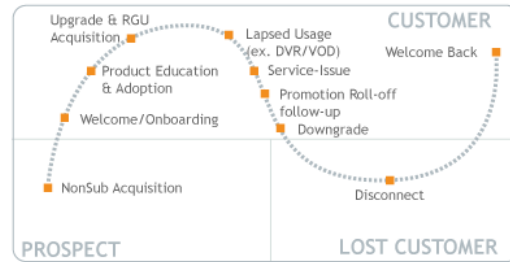 CUSTOMER
Upgrade & RGU
Acquisition
Lapsed Usage
(ex. DVR/VOD)
Welcome Back
Product Education
& Adoption
Service-Issue
Promotion Roll-off
follow-up
Welcome/Onboarding
Downgrade
NonSub Acquisition
Disconnect
PROSPECT
LOST CUSTOMER